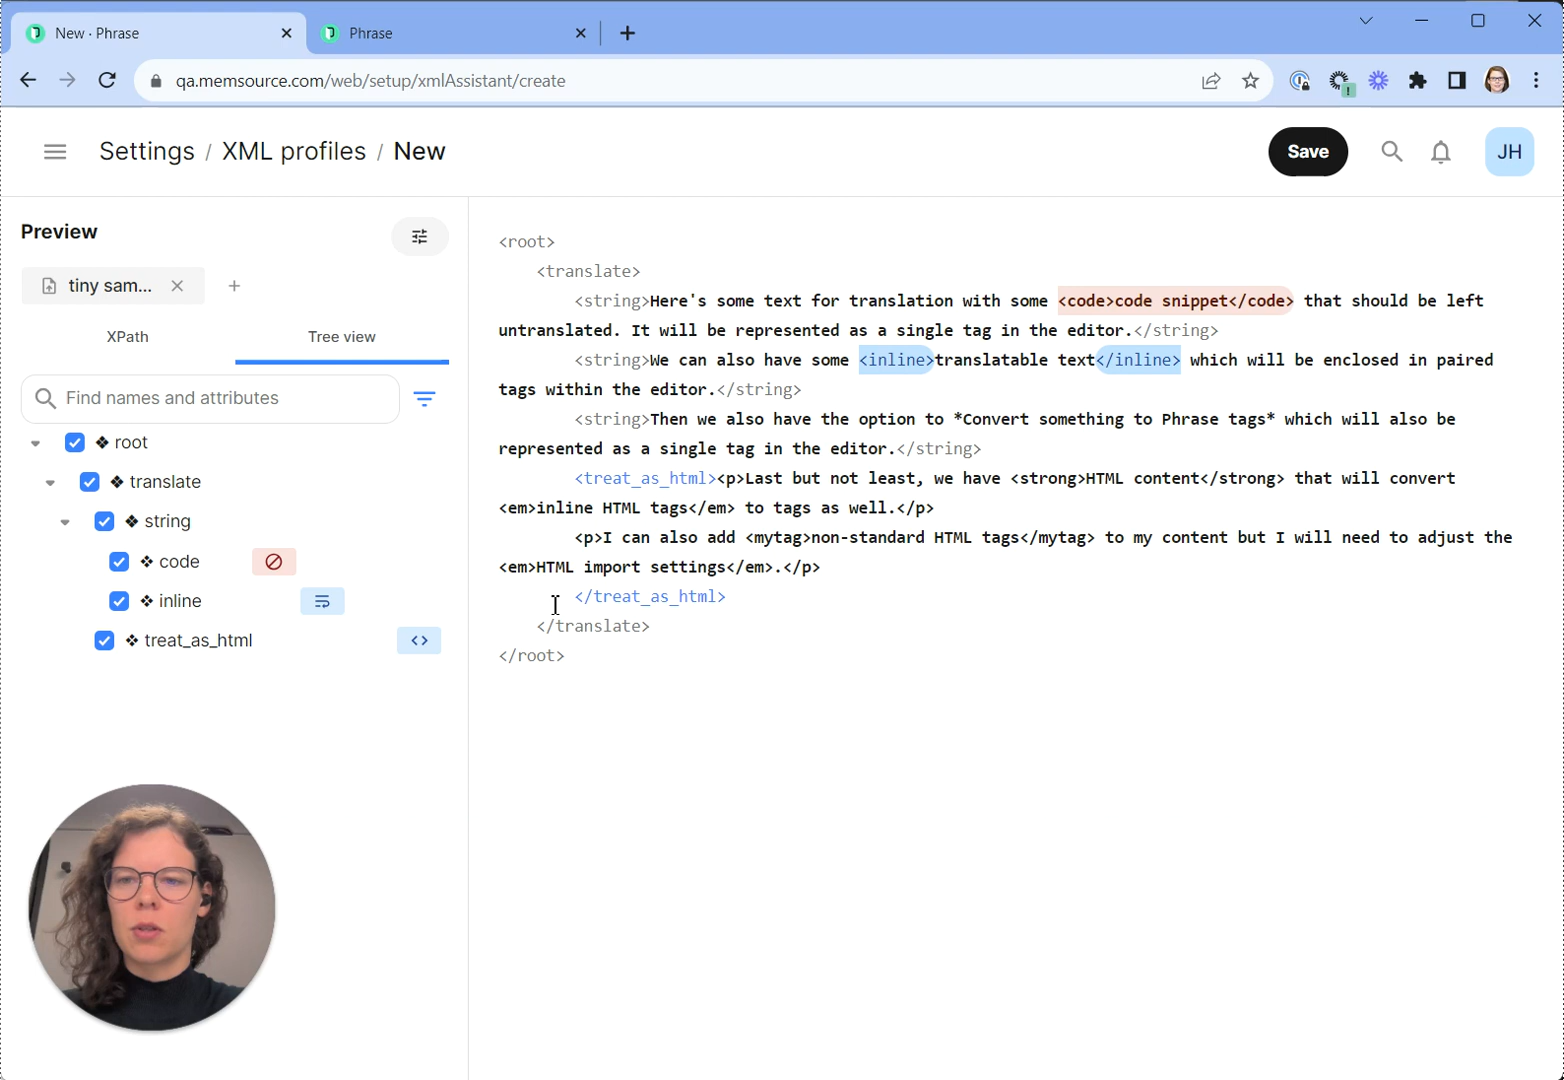 New · Phrase
Phrase
qa.memsource.com/web/setup/xmlAssistant/create
Settings / XML profiles / New
Save
JH
Preview
tiny sam...
XPath
Tree view
Find names and attributes
root
translate
string
code
inline
treat_as_html
<root>
<translate>
<string>Here's some text for translation with some <code>code snippet</code> that should be left
untranslated. It will be represented as a single tag in the editor.</string>
<string>We can also have some <inline>translatable text</inline> which will be enclosed in paired
tags within the editor.</string>
<string>Then we also have the option to *Convert something to Phrase tags* which will also be
represented as a single tag in the editor.</string>
<treat_as_html><p>Last but not least, we have <strong>HTML content</strong> that will convert
<em>inline HTML tags</em> to tags as well.</p>
<p>I can also add <mytag>non-standard HTML tags</mytag> to my content but I will need to adjust the
<em>HTML import settings</em>.</p>
</treat_as_html>
</translate>
</root>